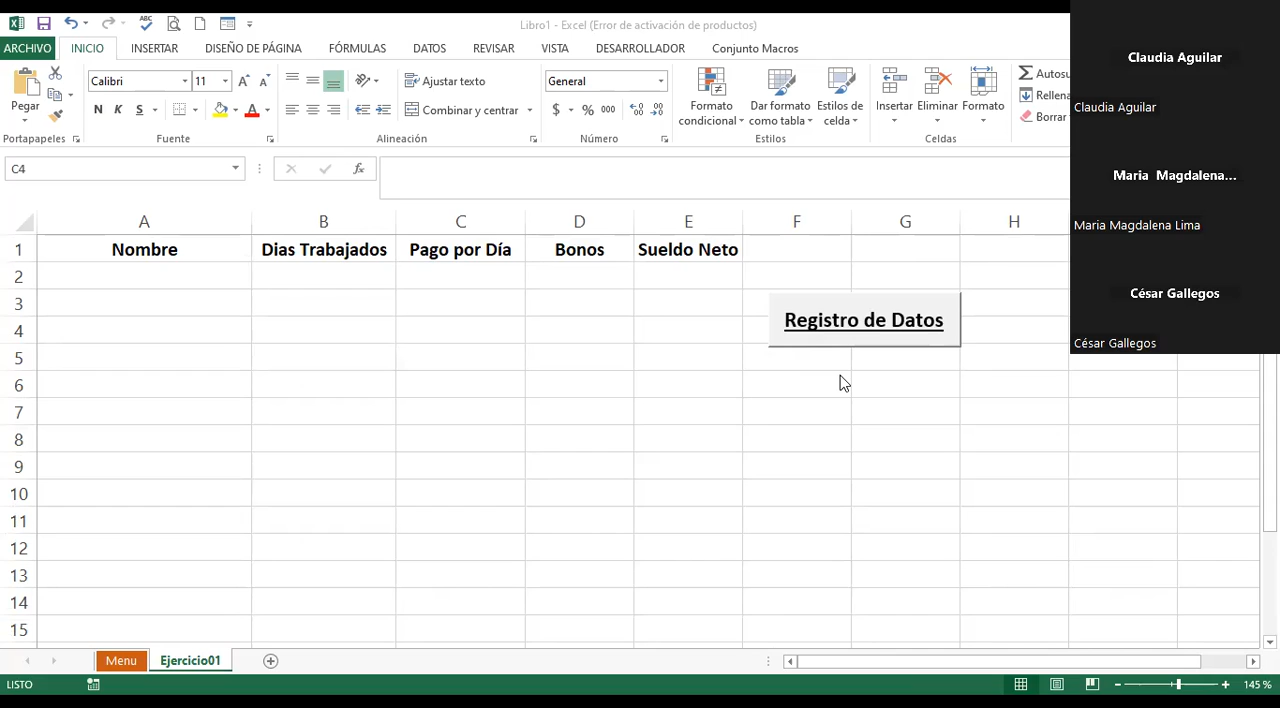 Libro1 - Excel (Error de activación de productos)
ARCHIVO INICIO INSERTAR DISEÑO DE PÁGINA FÓRMULAS DATOS REVISAR VISTA DESARROLLADOR Conjunto Macros
Pegar
Portapapeles
Calibri 11
N K S
Fuente
Ajustar texto
Combinar y centrar
Alineación
General
$ % 000
Número
Formato condicional
Dar formato como tabla
Estilos de celda
Estilos
Insertar
Eliminar
Formato
Celdas
Σ Autosu
Rellena
Borrar
C4
fx
A B C D E F G H
1 Nombre Dias Trabajados Pago por Día Bonos Sueldo Neto
2
3
4
5
6
7
8
9
10
11
12
13
14
15
Registro de Datos
Claudia Aguilar
Claudia Aguilar
Maria Magdalena...
Maria Magdalena Lima
César Gallegos
César Gallegos
Menu Ejercicio01
LISTO
145 %